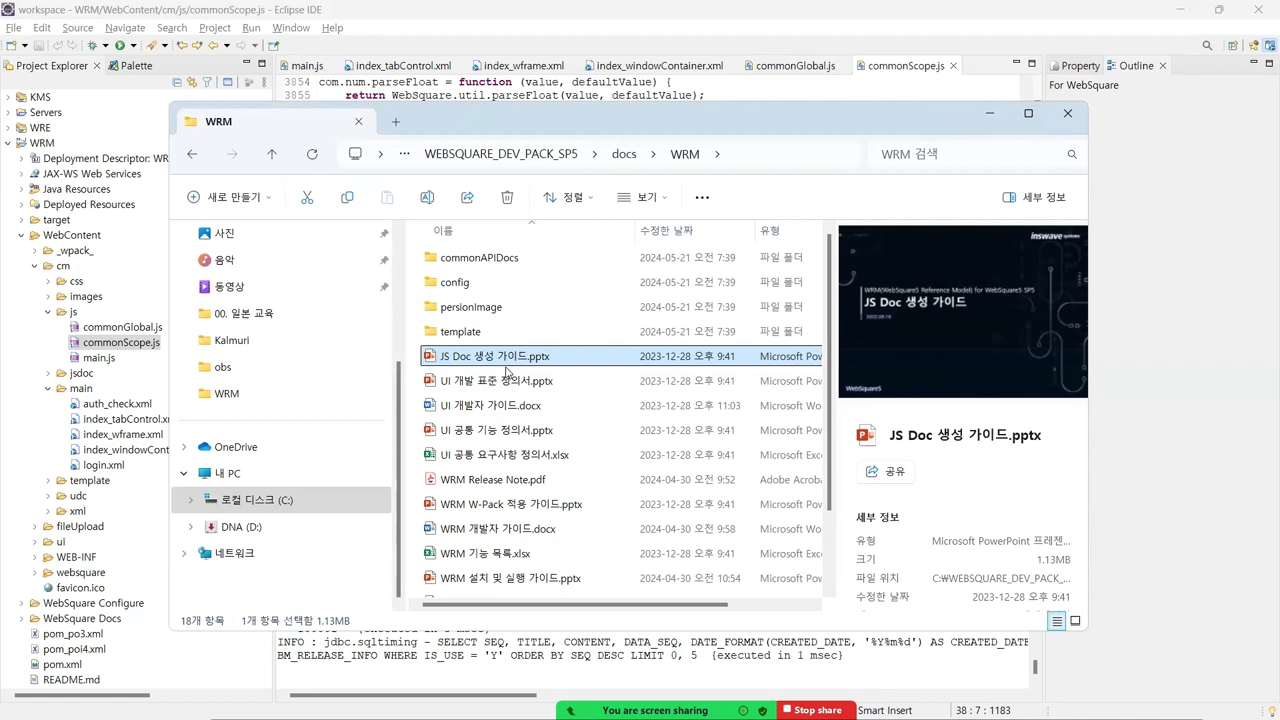 workspace - WRM/WebContent/cm/js/commonScope.js - Eclipse IDE
File Edit Source Navigate Search Project Run Window Help
Project Explorer
Palette
main.js
index_tabControl.xml
index_wframe.xml
index_windowContainer.xml
commonGlobal.js
commonScope.js
Property
Outline
For WebSquare
3854 com.num.parseFloat = function (value, defaultValue) {
3855 return WebSquare.util.parseFloat(value, defaultValue);
KMS
Servers
WRE
WRM
Deployment Descriptor: WR
JAX-WS Web Services
Java Resources
Deployed Resources
target
WebContent
_wpack_
cm
css
images
js
commonGlobal.js
commonScope.js
main.js
jsdoc
main
auth_check.xml
index_tabControl.xm
index_wframe.xml
index_windowCont
login.xml
template
udc
xml
fileUpload
ui
WEB-INF
websquare
favicon.ico
WebSquare Configure
WebSquare Docs
pom_po3.xml
pom_poi4.xml
pom.xml
README.md
WRM
WEBSQUARE_DEV_PACK_SP5 > docs > WRM >
WRM 검색
새로 만들기
정렬
보기
세부 정보
사진
음악
동영상
00. 일본 교육
Kalmuri
obs
WRM
OneDrive
내 PC
로컬 디스크 (C:)
DNA (D:)
네트워크
이름 수정한 날짜 유형
commonAPIDocs 2024-05-21 오전 7:39 파일 폴더
config 2024-05-21 오전 7:39 파일 폴더
persionImage 2024-05-21 오전 7:39 파일 폴더
template 2024-05-21 오전 7:39 파일 폴더
JS Doc 생성 가이드.pptx 2023-12-28 오후 9:41 Microsoft Pow
UI 개발 표준 정의서.pptx 2023-12-28 오후 9:41 Microsoft Pow
UI 개발자 가이드.docx 2023-12-28 오후 11:03 Microsoft Wo
UI 공통 기능 정의서.pptx 2023-12-28 오후 9:41 Microsoft Pow
UI 공통 요구사항 정의서.xlsx 2023-12-28 오후 9:41 Microsoft Exc
WRM Release Note.pdf 2024-04-30 오전 9:52 Adobe Acroba
WRM W-Pack 적용 가이드.pptx 2023-12-28 오후 9:41 Microsoft Pow
WRM 개발자 가이드.docx 2024-04-30 오전 9:58 Microsoft Wo
WRM 기능 목록.xlsx 2023-12-28 오후 9:41 Microsoft Exc
WRM 설치 및 실행 가이드.pptx 2024-04-30 오전 10:54 Microsoft Pow
inswave systems
WRM(WebSquare5 Reference Model) for WebSquare5 SP5
JS Doc 생성 가이드
WebSquare5
JS Doc 생성 가이드.pptx
공유
세부 정보
유형 Microsoft PowerPoint 프레젠...
크기 1.13MB
파일 위치 C:₩WEBSQUARE_DEV_PACK_...
수정한 날짜 2023-12-28 오후 9:41
18개 항목 1개 항목 선택함 1.13MB
INFO : jdbc.sqltiming - SELECT SEQ, TITLE, CONTENT, DATA_SEQ, DATE_FORMAT(CREATED_DATE, '%Y%m%d') AS CREATED_DATE
BM_RELEASE_INFO WHERE IS_USE = 'Y' ORDER BY SEQ DESC LIMIT 0, 5 {executed in 1 msec}
You are screen sharing
Stop share
Smart Insert
38 : 7 : 1183